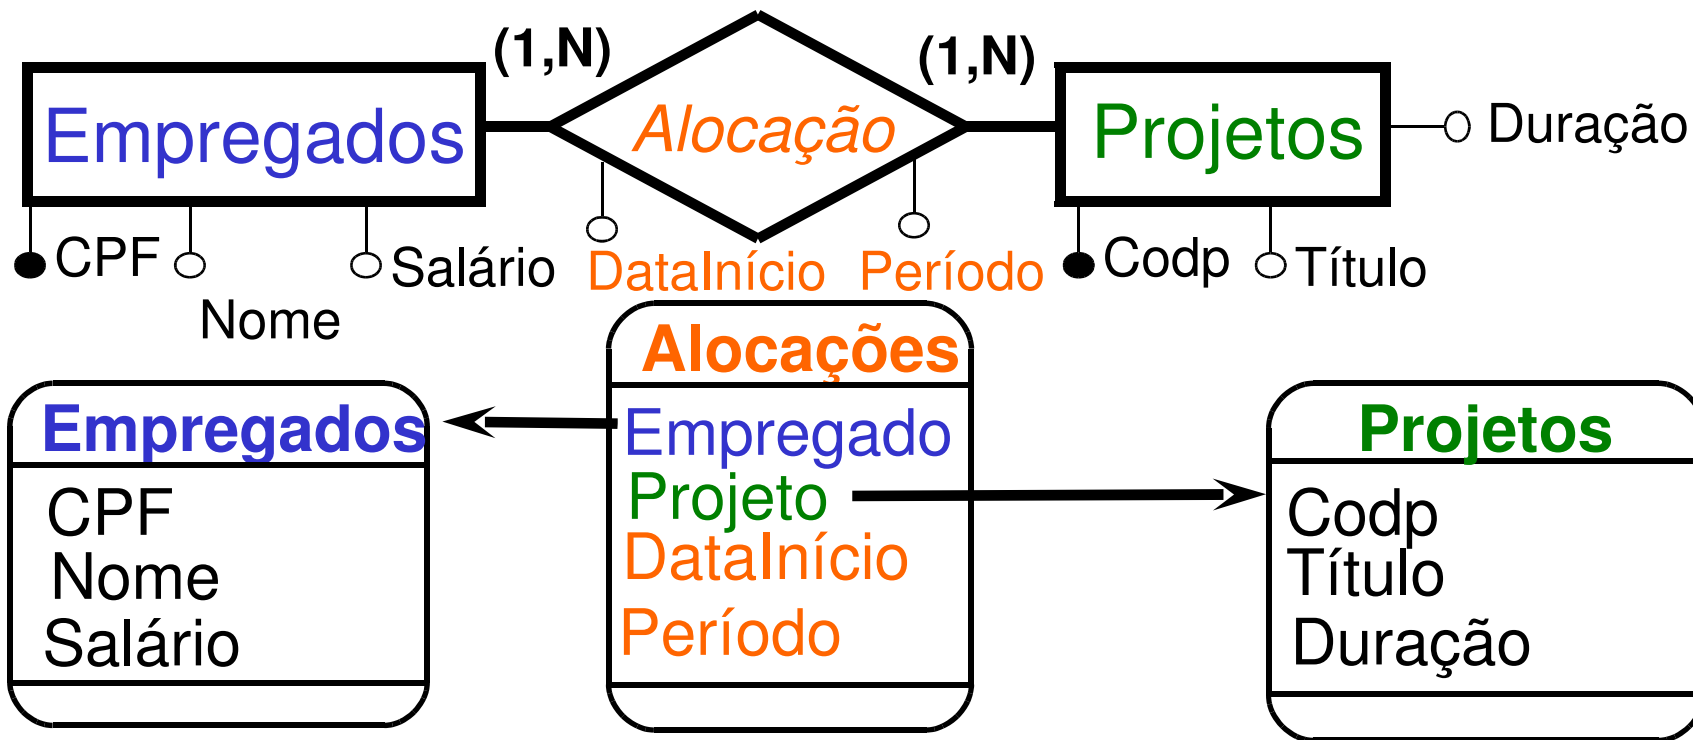 (1,N)
(1,N)
Empregados
Alocação
Projetos
Duração
CPF
Nome
Salário
DataInício
Período
Codp
Título
Empregados
CPF
Nome
Salário
Alocações
Empregado
Projeto
DataInício
Período
Projetos
Codp
Título
Duração